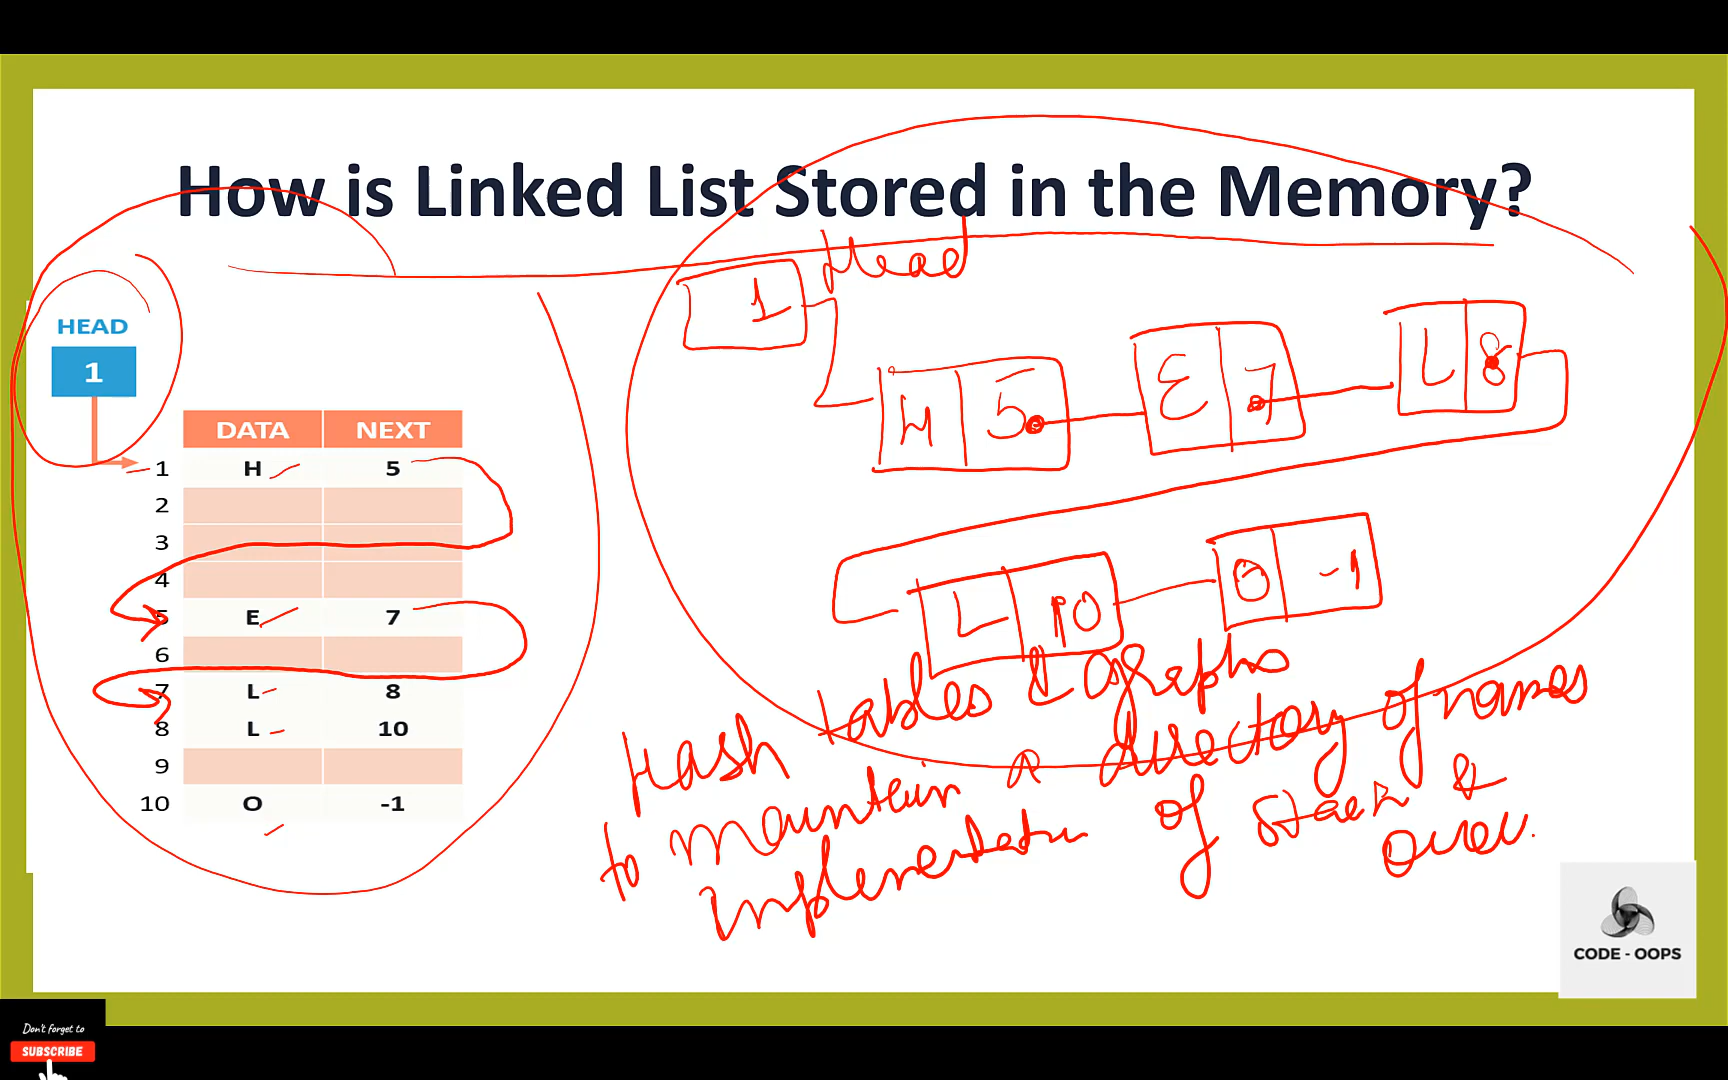 How is Linked List Stored in the Memory?
Head
1
HEAD
1
H 5
E 7
L 8
L 10
O -1
DATA NEXT
1 H 5
2
3
4
5 E 7
6
7 L 8
8 L 10
9
10 O -1
Hash tables & graphs
to maintain a directory of names
implementation of stack &
CODE - OOPS
Don't forget to
SUBSCRIBE